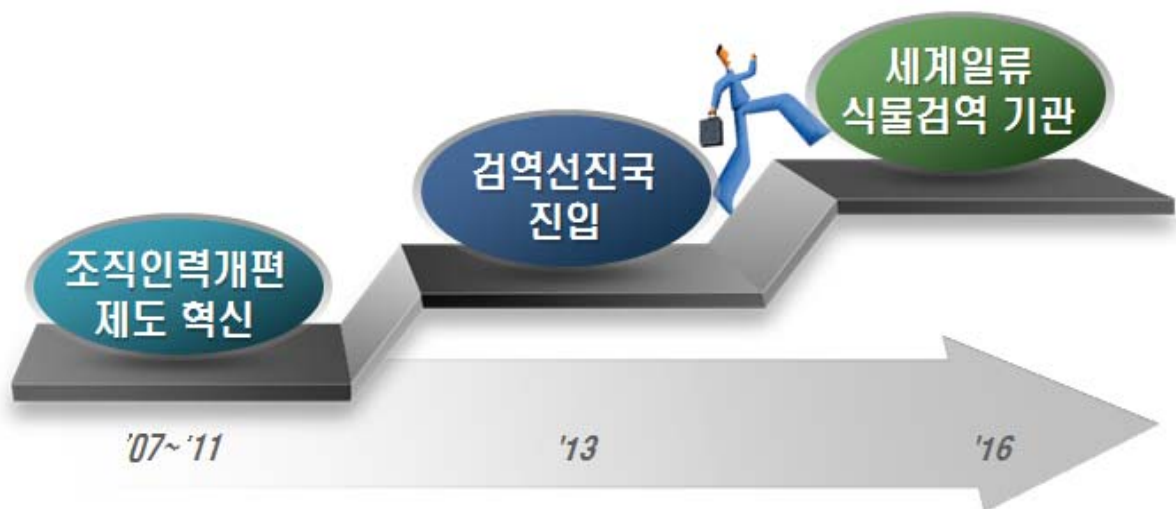 세계일류
식물검역 기관
검역선진국
진입
조직인력개편
제도 혁신
'07~'11
'13
'16